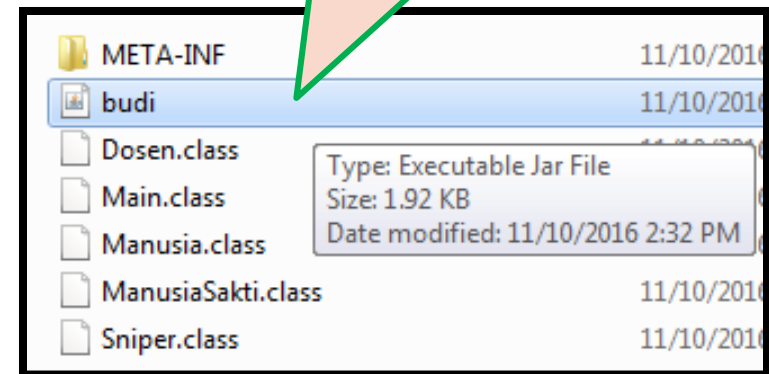 META-INF 11/10/2016
budi 11/10/2016
Dosen.class
Main.class
Manusia.class
ManusiaSakti.class 11/10/2016
Sniper.class 11/10/2016
Type: Executable Jar File
Size: 1.92 KB
Date modified: 11/10/2016 2:32 PM